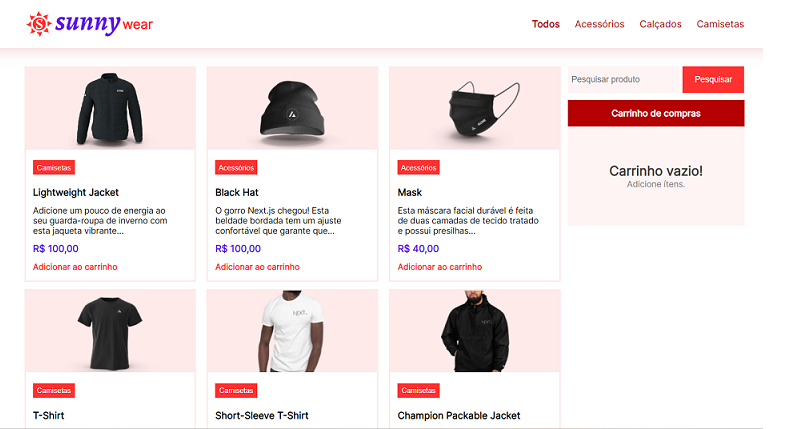 sunny wear
Todos Acessórios Calçados Camisetas
Pesquisar produto Pesquisar
Carrinho de compras
Carrinho vazio!
Adicione ítens.
Camisetas
Lightweight Jacket
Adicione um pouco de energia ao
seu guarda-roupa de inverno com
esta jaqueta vibrante...
R$ 100,00
Adicionar ao carrinho
Acessórios
Black Hat
O gorro Next.js chegou! Esta
beldade bordada tem um ajuste
confortável que garante que...
R$ 100,00
Adicionar ao carrinho
Acessórios
Mask
Esta máscara facial durável é feita
de duas camadas de tecido tratado
e possui presilhas...
R$ 40,00
Adicionar ao carrinho
Camisetas
T-Shirt
Camisetas
Short-Sleeve T-Shirt
Camisetas
Champion Packable Jacket